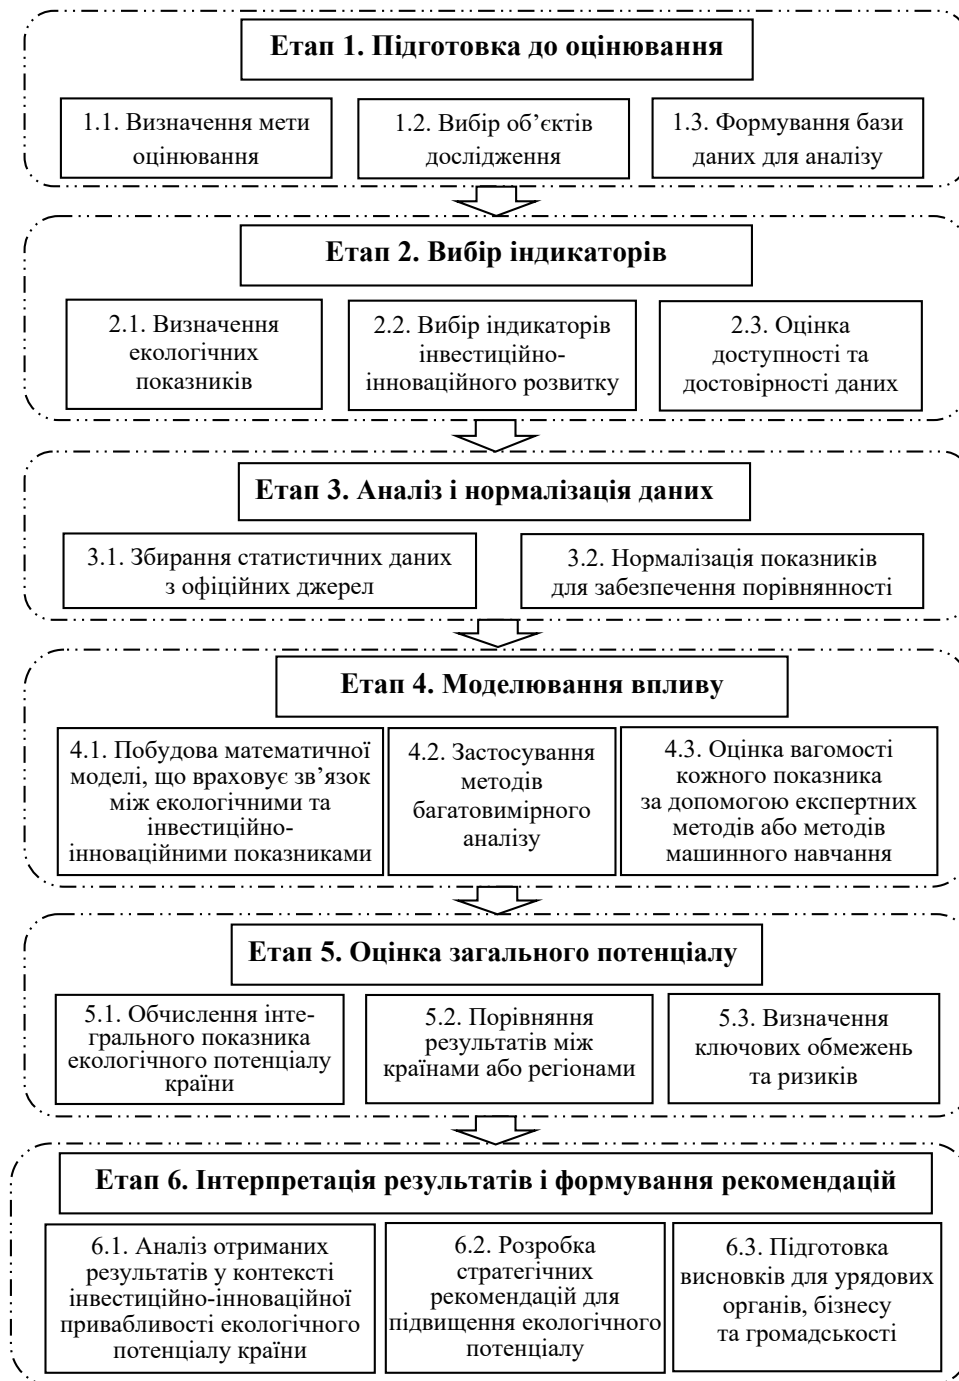 Етап 1. Підготовка до оцінювання
1.1. Визначення мети
оцінювання
1.2. Вибір об’єктів
дослідження
1.3. Формування бази
даних для аналізу
Етап 2. Вибір індикаторів
2.1. Визначення
екологічних
показників
2.2. Вибір індикаторів
інвестиційно-
інноваційного розвитку
2.3. Оцінка
доступності та
достовірності даних
Етап 3. Аналіз і нормалізація даних
3.1. Збирання статистичних даних
з офіційних джерел
3.2. Нормалізація показників
для забезпечення порівнянності
Етап 4. Моделювання впливу
4.1. Побудова математичної
моделі, що враховує зв’язок
між екологічними та
інвестиційно-
інноваційними показниками
4.2. Застосування
методів
багатовимірного
аналізу
4.3. Оцінка вагомості
кожного показника
за допомогою експертних
методів або методів
машинного навчання
Етап 5. Оцінка загального потенціалу
5.1. Обчислення інте-
грального показника
екологічного потенціалу
країни
5.2. Порівняння
результатів між
країнами або регіонами
5.3. Визначення
ключових обмежень
та ризиків
Етап 6. Інтерпретація результатів і формування рекомендацій
6.1. Аналіз отриманих
результатів у контексті
інвестиційно-інноваційної
привабливості екологічного
потенціалу країни
6.2. Розробка
стратегічних
рекомендацій для
підвищення екологічного
потенціалу
6.3. Підготовка
висновків для урядових
органів, бізнесу
та громадськості